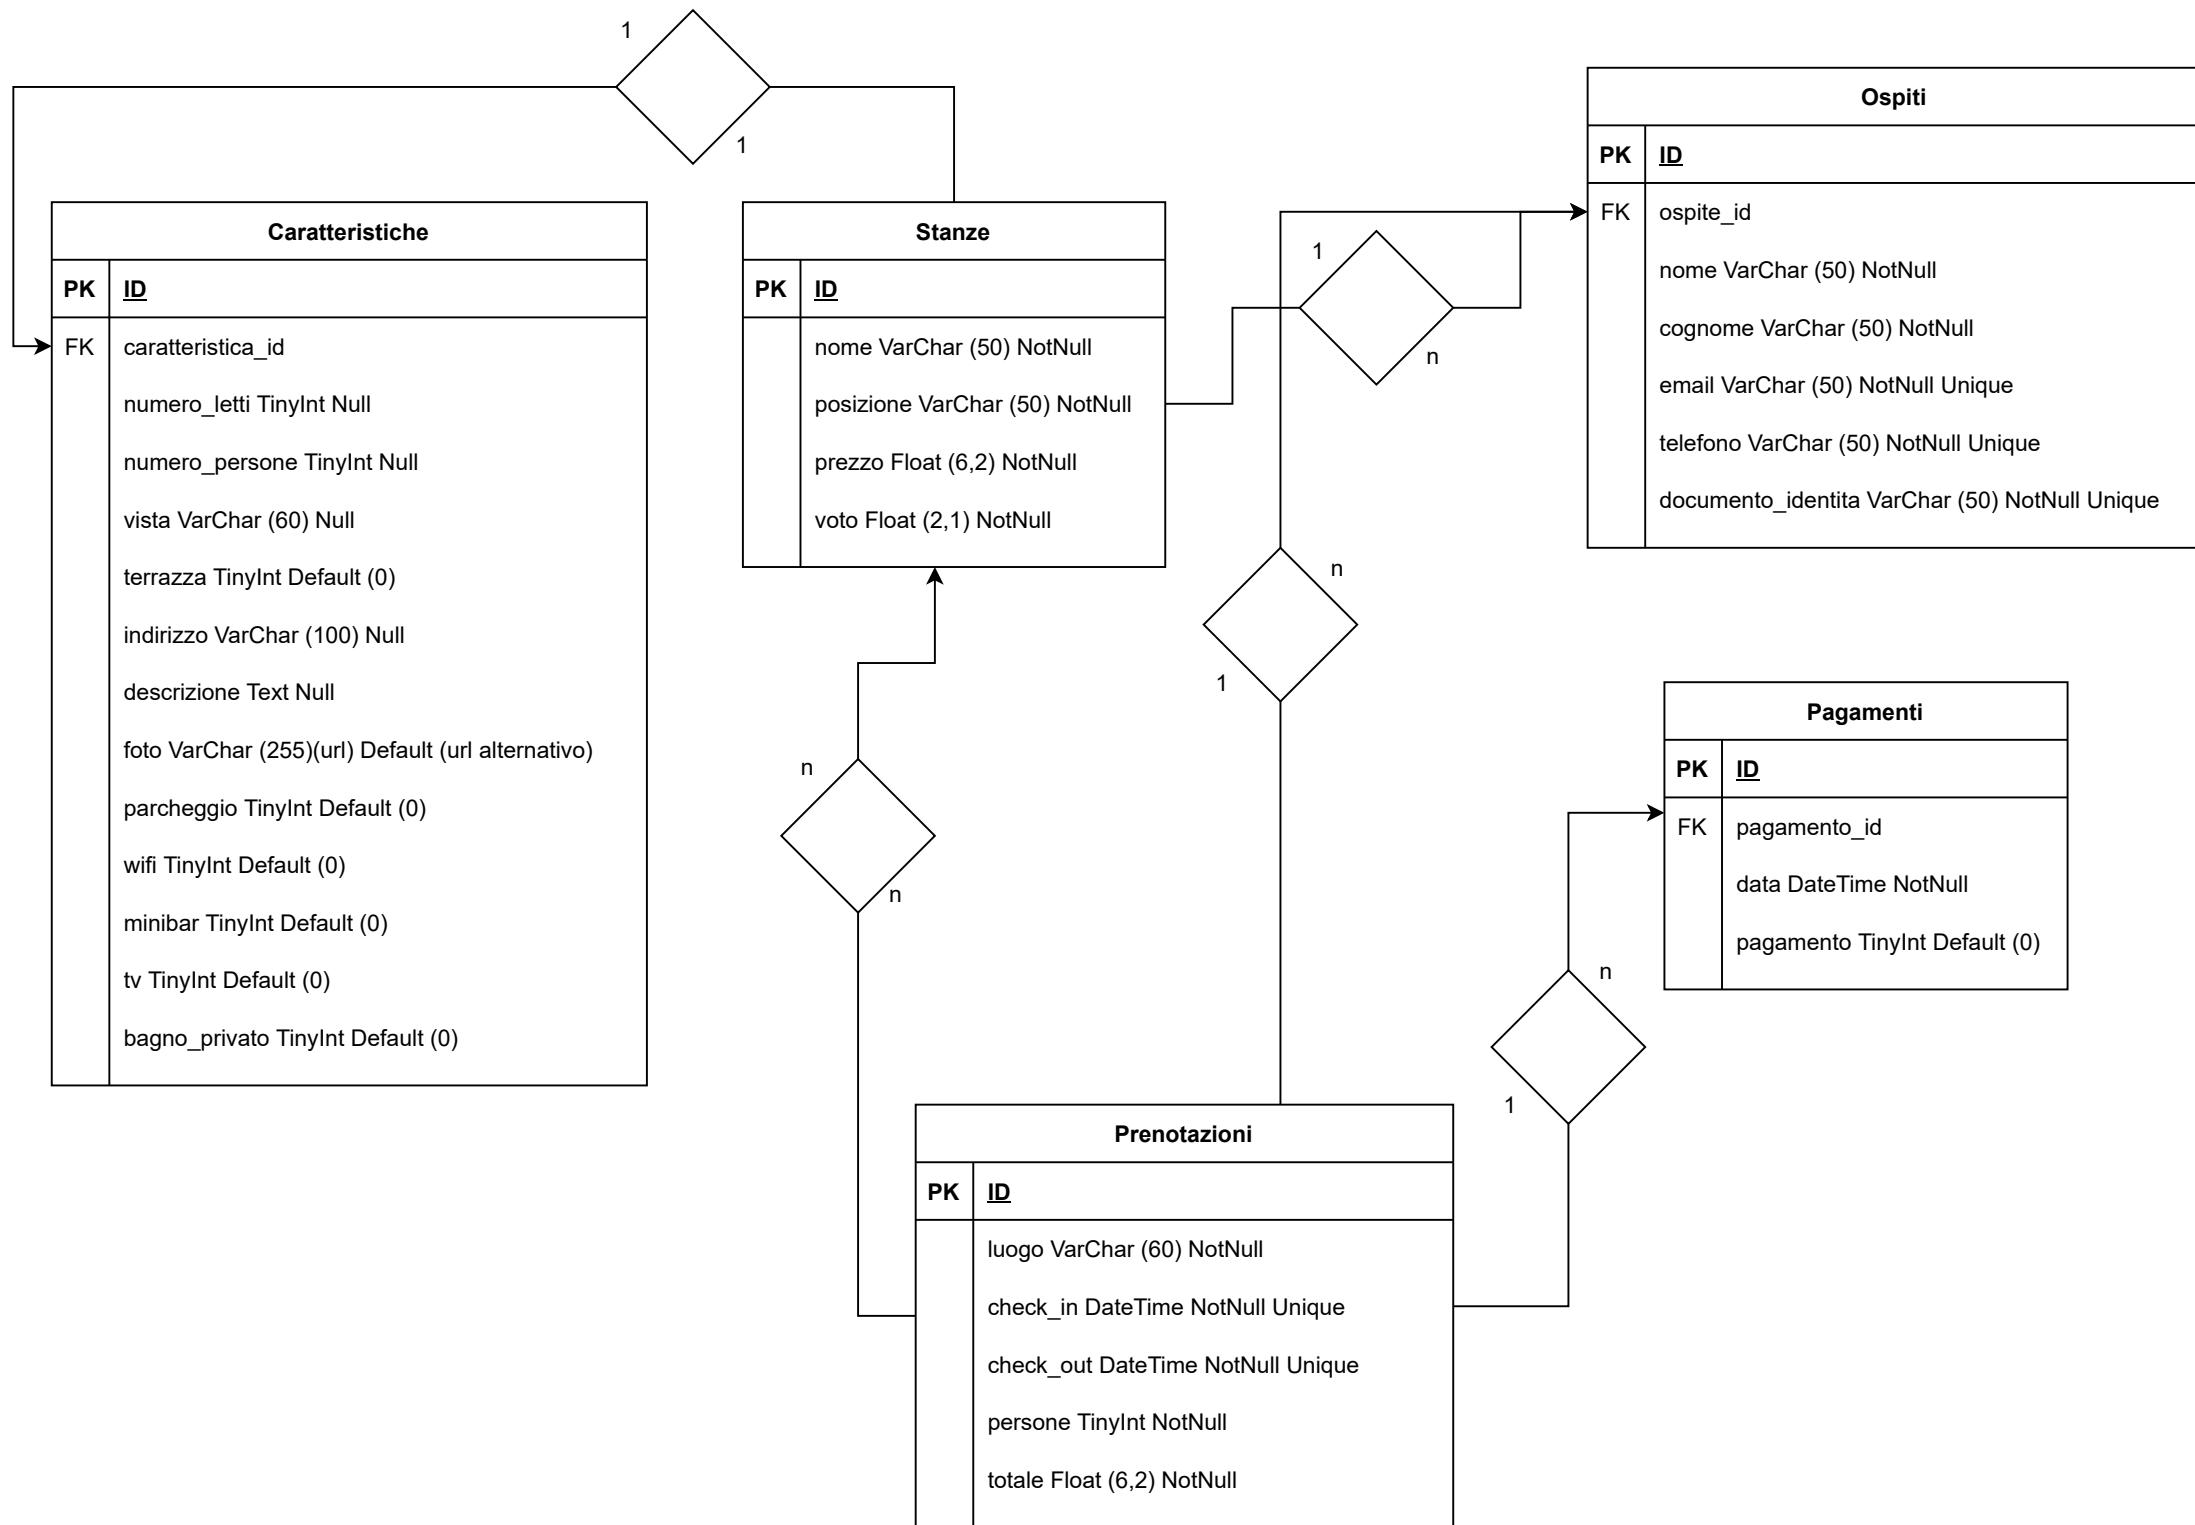 1
1
Caratteristiche
PK ID
FK caratteristica_id
numero_letti TinyInt Null
numero_persone TinyInt Null
vista VarChar (60) Null
terrazza TinyInt Default (0)
indirizzo VarChar (100) Null
descrizione Text Null
foto VarChar (255)(url) Default (url alternativo)
parcheggio TinyInt Default (0)
wifi TinyInt Default (0)
minibar TinyInt Default (0)
tv TinyInt Default (0)
bagno_privato TinyInt Default (0)
Stanze
PK ID
nome VarChar (50) NotNull
posizione VarChar (50) NotNull
prezzo Float (6,2) NotNull
voto Float (2,1) NotNull
1
n
Ospiti
PK ID
FK ospite_id
nome VarChar (50) NotNull
cognome VarChar (50) NotNull
email VarChar (50) NotNull Unique
telefono VarChar (50) NotNull Unique
documento_identita VarChar (50) NotNull Unique
n
1
n
n
Pagamenti
PK ID
FK pagamento_id
data DateTime NotNull
pagamento TinyInt Default (0)
n
1
Prenotazioni
PK ID
luogo VarChar (60) NotNull
check_in DateTime NotNull Unique
check_out DateTime NotNull Unique
persone TinyInt NotNull
totale Float (6,2) NotNull